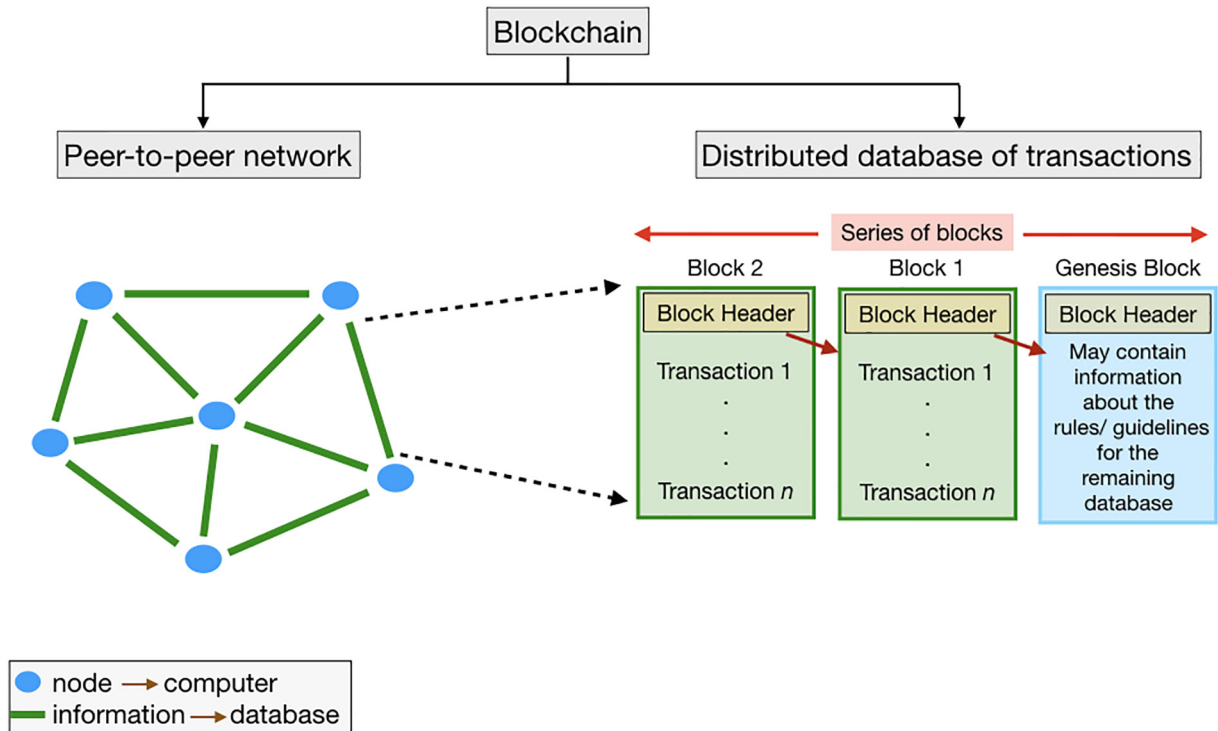 Blockchain
Peer-to-peer network
Distributed database of transactions
Series of blocks
Block 2
Block Header
Transaction 1
.
.
.
Transaction n
Block 1
Block Header
Transaction 1
.
.
.
Transaction n
Genesis Block
Block Header
May contain
information
about the
rules/ guidelines
for the
remaining
database
node → computer
information → database